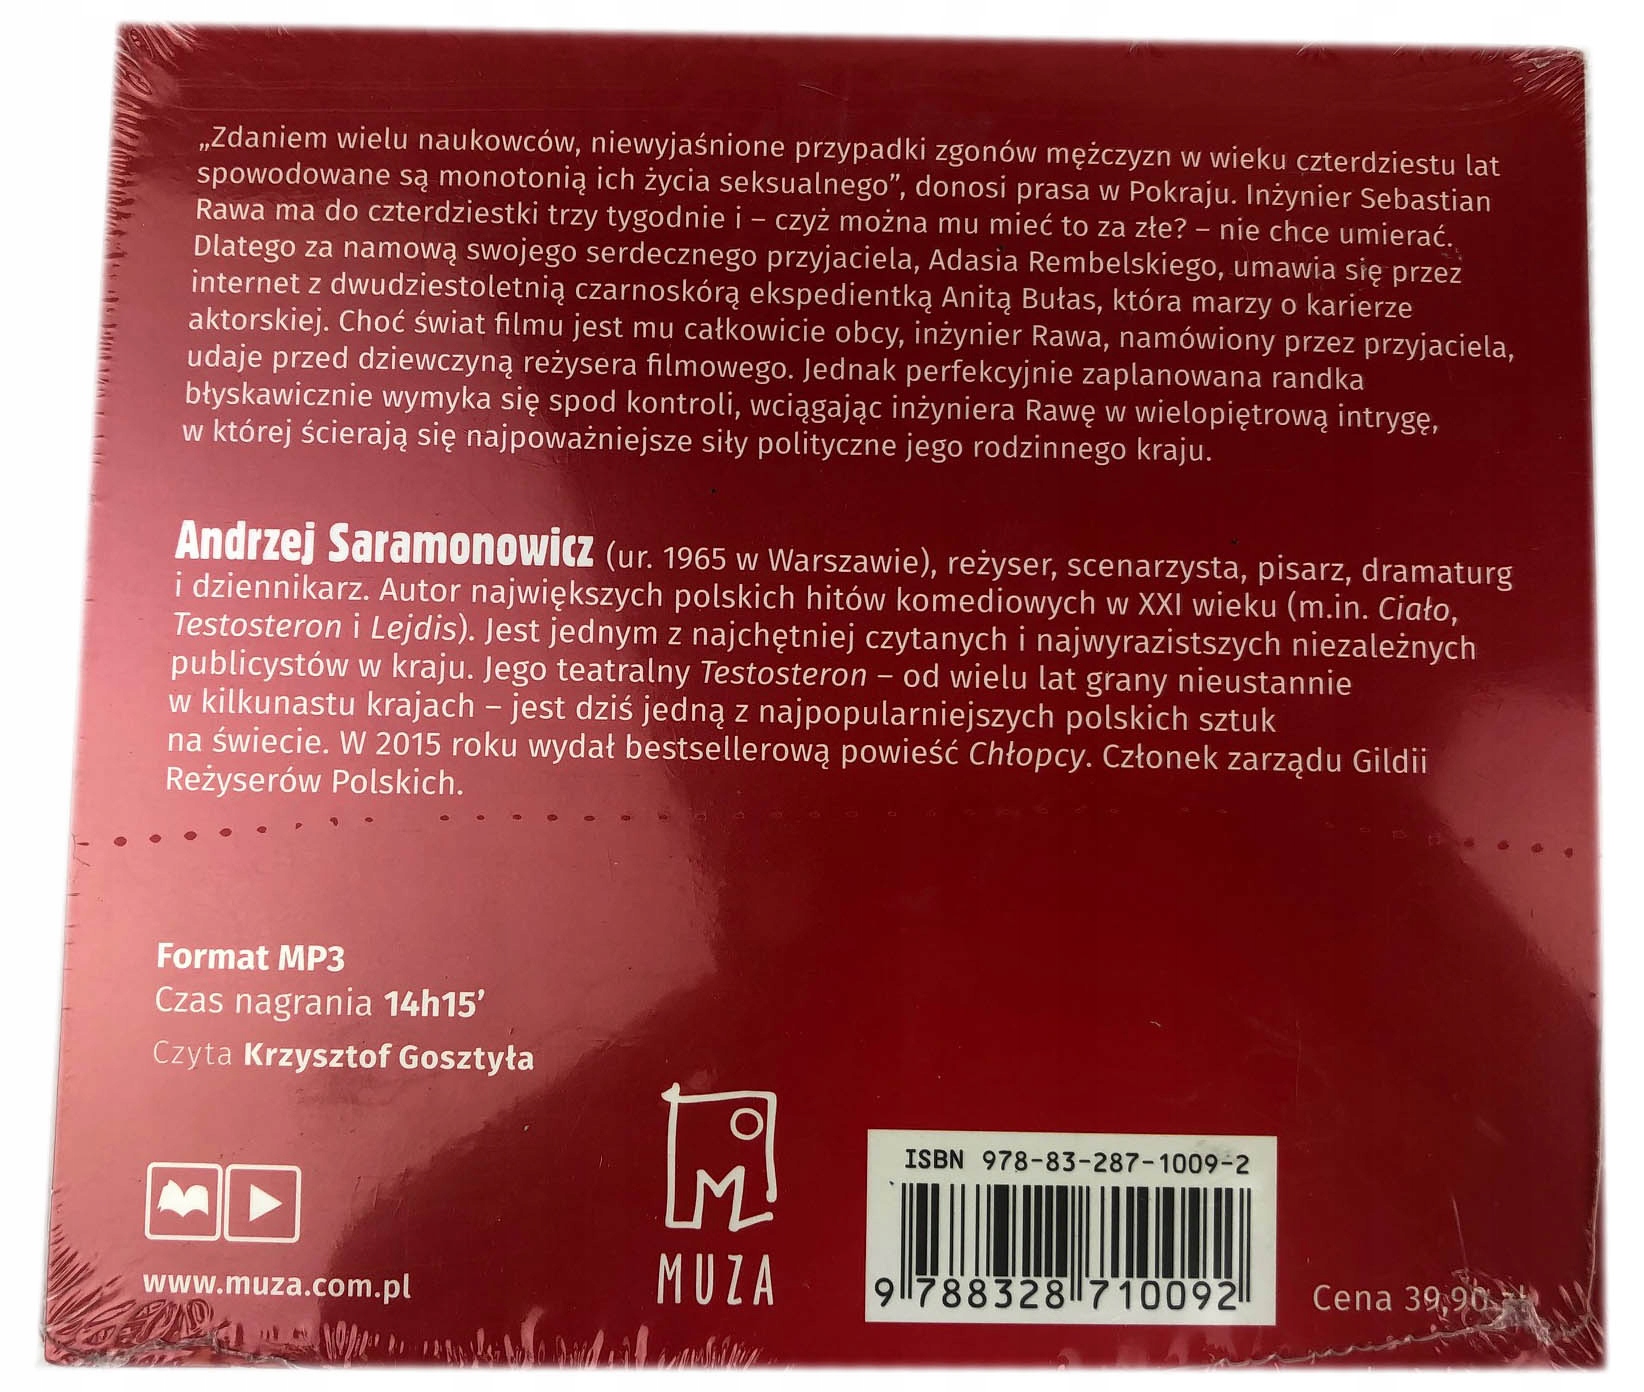 „Zdaniem wielu naukowców, niewyjaśnione przypadki zgonów mężczyzn w wieku czterdziestu lat
spowodowane są monotonią ich życia seksualnego”, donosi prasa w Pokraju. Inżynier Sebastian
Rawa ma do czterdziestki trzy tygodnie i – czyż można mu mieć to za złe? – nie chce umierać.
Dlatego za namową swojego serdecznego przyjaciela, Adasia Rembelskiego, umawia się przez
internet z dwudziestoletnią czarnoskórą ekspedientką Anitą Bułas, która marzy o karierze
aktorskiej. Choć świat filmu jest mu całkowicie obcy, inżynier Rawa, namówiony przez przyjaciela,
udaje przed dziewczyną reżysera filmowego. Jednak perfekcyjnie zaplanowana randka
błyskawicznie wymyka się spod kontroli, wciągając inżyniera Rawę w wielopiętrową intrygę,
w której ścierają się najpoważniejsze siły polityczne jego rodzinnego kraju.
Andrzej Saramonowicz (ur. 1965 w Warszawie), reżyser, scenarzysta, pisarz, dramaturg
i dziennikarz. Autor największych polskich hitów komediowych w XXI wieku (m.in. Ciało,
Testosteron i Lejdis). Jest jednym z najchętniej czytanych i najwyrazistszych niezależnych
publicystów w kraju. Jego teatralny Testosteron – od wielu lat grany nieustannie
w kilkunastu krajach – jest dziś jedną z najpopularniejszych polskich sztuk
na świecie. W 2015 roku wydał bestsellerową powieść Chłopcy. Członek zarządu Gildii
Reżyserów Polskich.
Format MP3
Czas nagrania 14h15’
Czyta Krzysztof Gosztyła
www.muza.com.pl
M
MUZA
ISBN 978-83-287-1009-2
9 788328 710092
Cena 39,90 zł